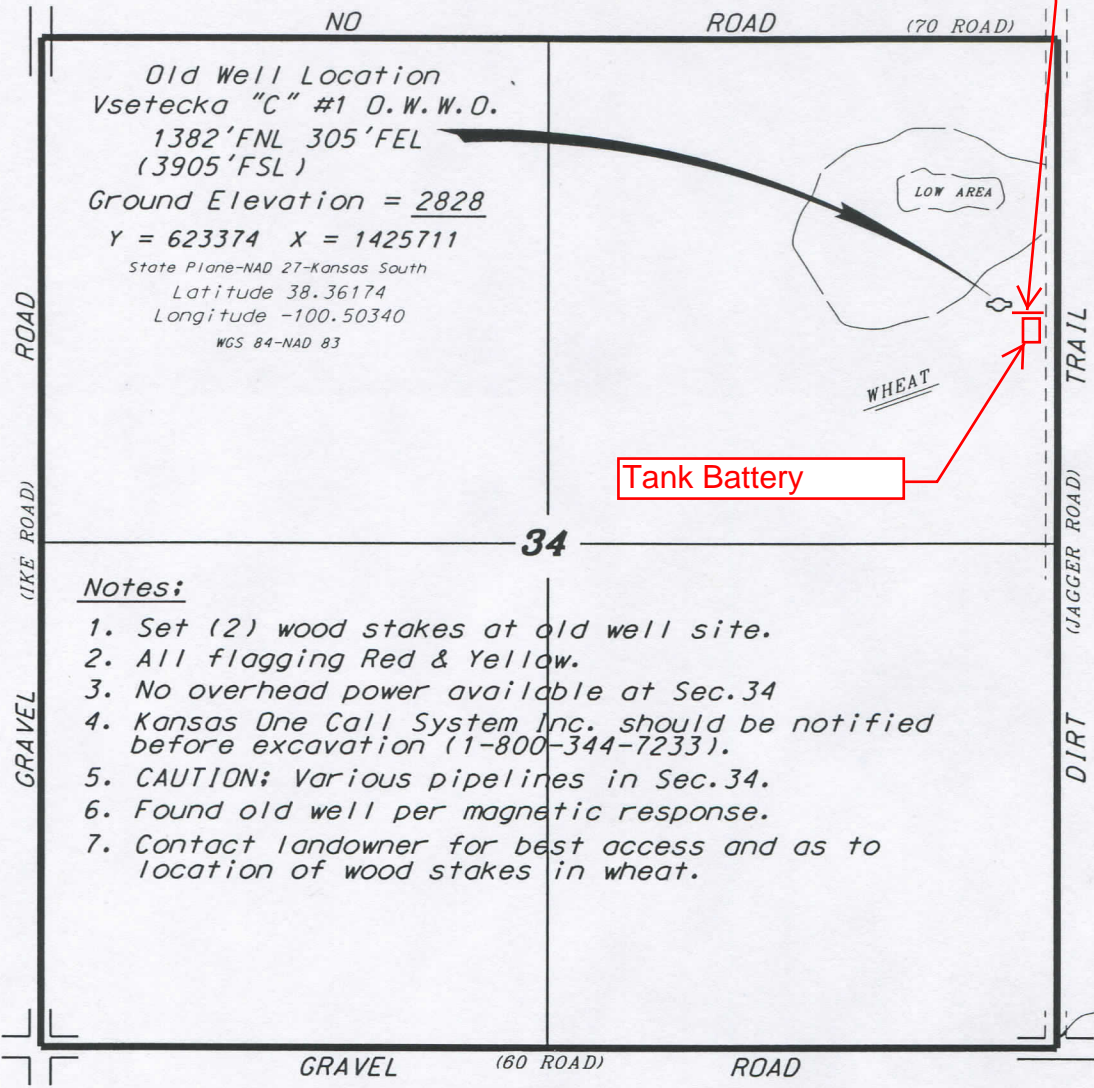 NO ROAD (70 ROAD)
Old Well Location
Vsetecka "C" #1 O.W.W.O.
1382'FNL 305'FEL
(3905'FSL)
Ground Elevation = 2828
Y = 623374 X = 1425711
State Plane-NAD 27-Kansas South
Latitude 38.36174
Longitude -100.50340
WGS 84-NAD 83
LOW AREA
WHEAT
Tank Battery
GRAVEL (IKE ROAD) ROAD
DIRT (JAGGER ROAD) TRAIL
34
Notes:
1. Set (2) wood stakes at old well site.
2. All flagging Red & Yellow.
3. No overhead power available at Sec.34
4. Kansas One Call System Inc. should be notified
before excavation (1-800-344-7233).
5. CAUTION: Various pipelines in Sec.34.
6. Found old well per magnetic response.
7. Contact landowner for best access and as to
location of wood stakes in wheat.
GRAVEL (60 ROAD) ROAD